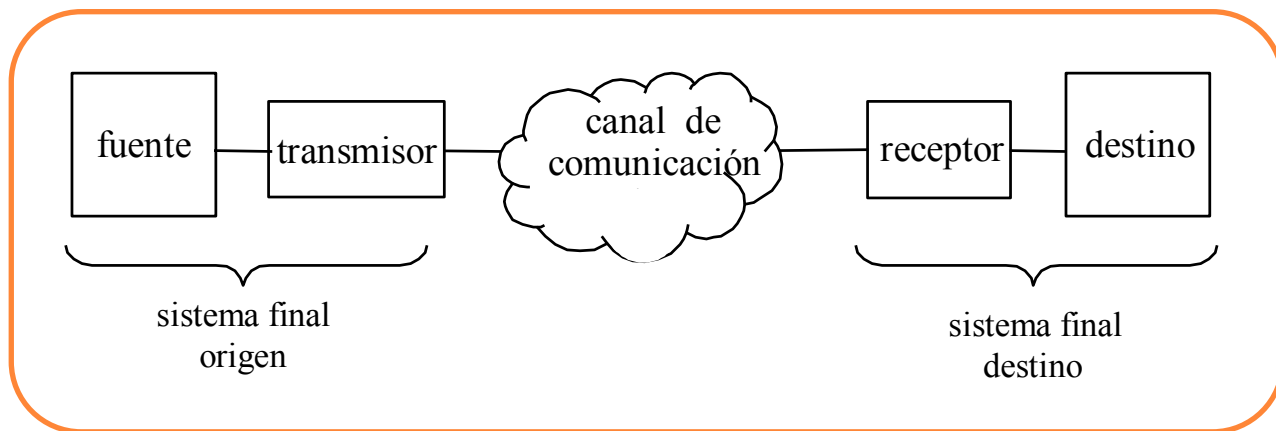 fuente
transmisor
canal de
comunicación
receptor
destino
sistema final
origen
sistema final
destino